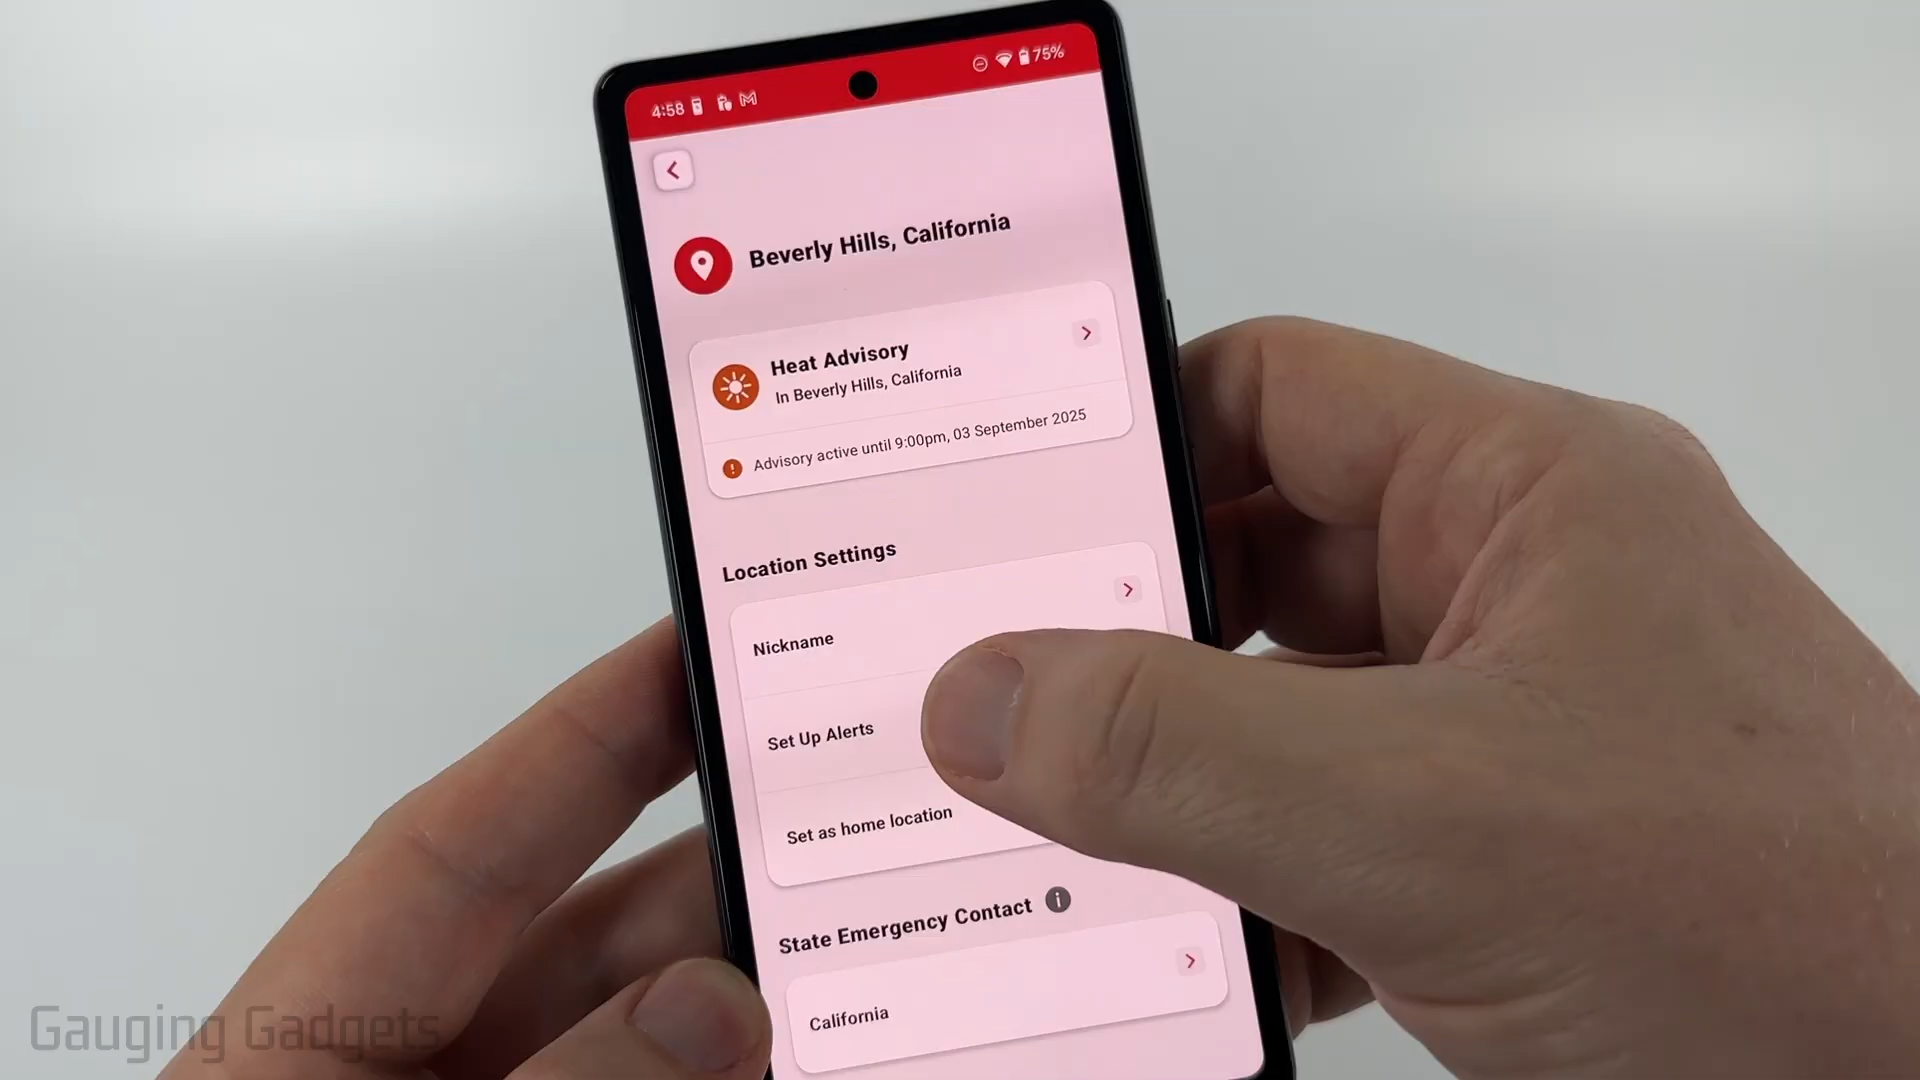 4:58
75%
Beverly Hills, California
Heat Advisory
In Beverly Hills, California
Advisory active until 9:00pm, 03 September 2025
Location Settings
Nickname
Set Up Alerts
Set as home location
State Emergency Contact
California
Gauging Gadgets